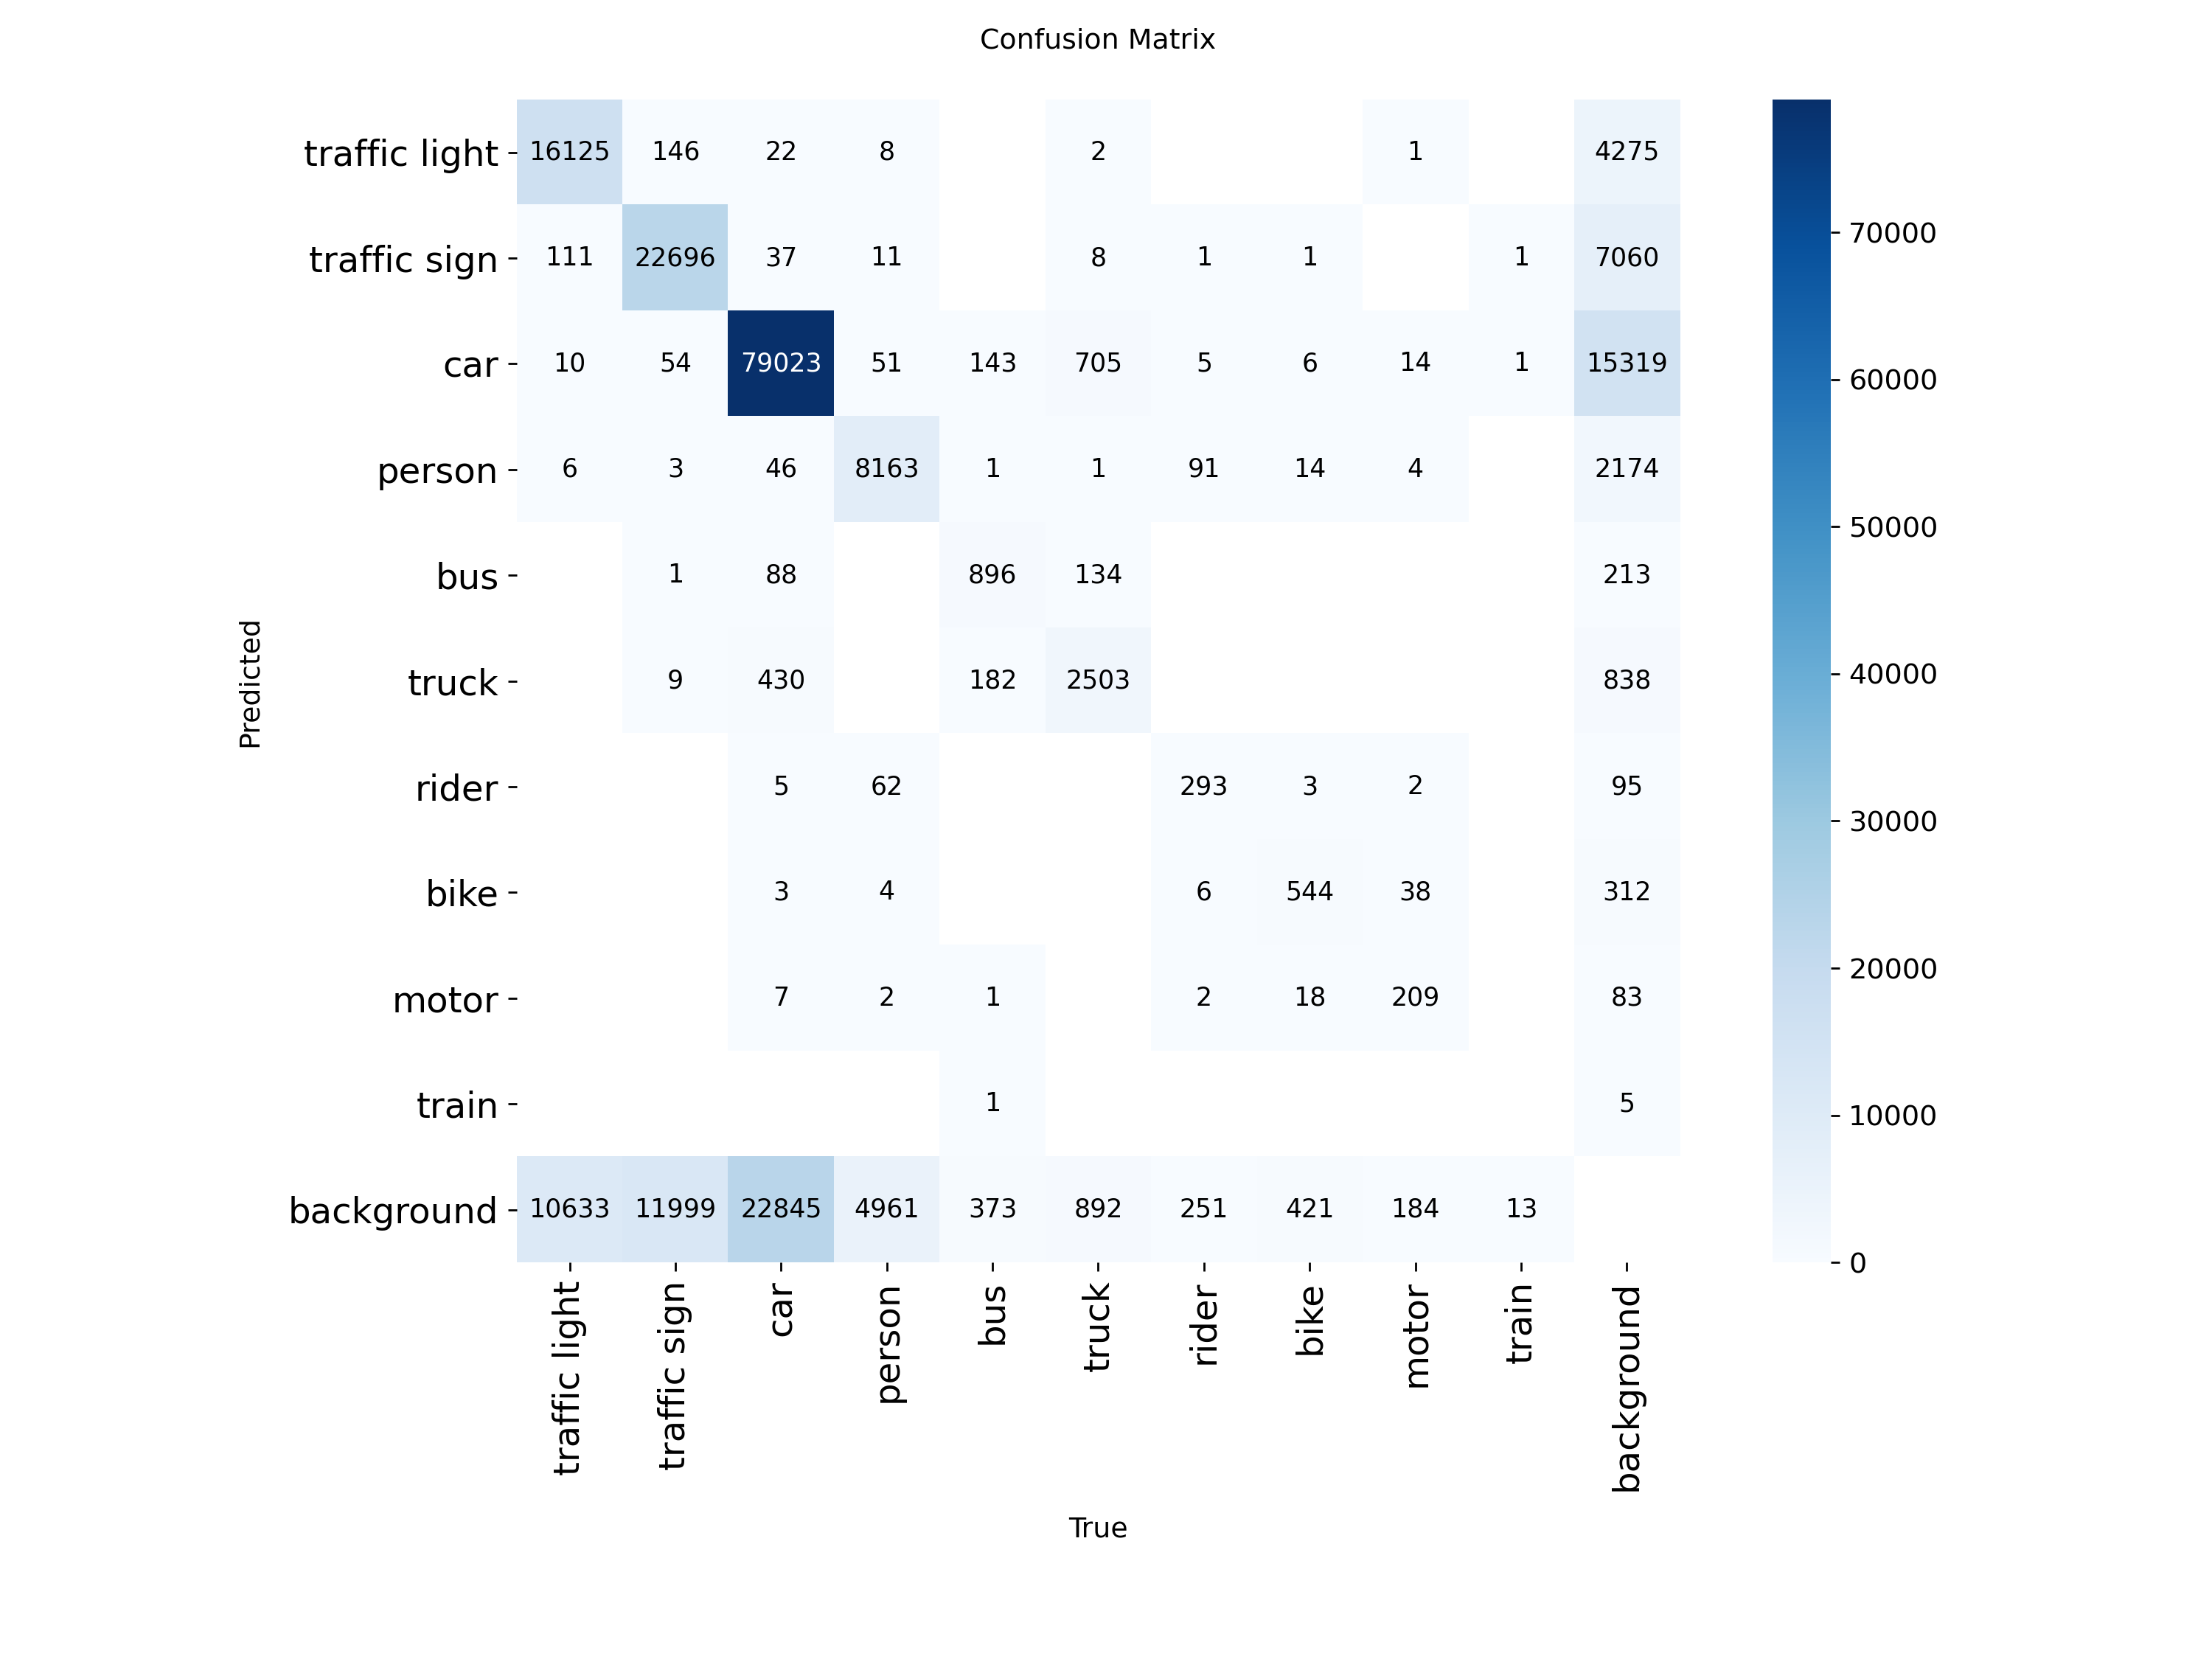 Confusion Matrix
traffic light 16125 146 22 8 2 1 4275
traffic sign 111 22696 37 11 8 1 1 1 7060
car 10 54 79023 51 143 705 5 6 14 1 15319
person 6 3 46 8163 1 1 91 14 4 2174
bus 1 88 896 134 213
truck 9 430 182 2503 838
rider 5 62 293 3 2 95
bike 3 4 6 544 38 312
motor 7 2 1 2 18 209 83
train 1 5
background 10633 11999 22845 4961 373 892 251 421 184 13
traffic light traffic sign car person bus truck rider bike motor train background
True
Predicted
70000
60000
50000
40000
30000
20000
10000
0